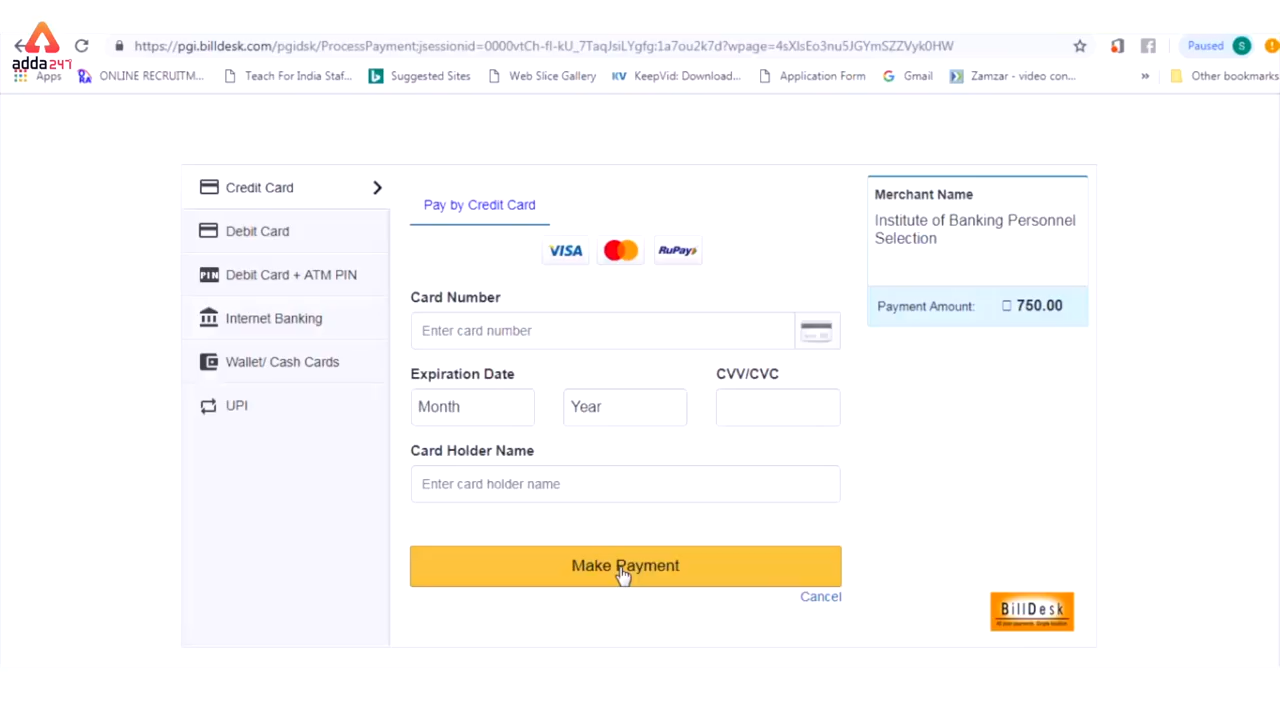 adda247
https://pgi.billdesk.com/pgidsk/ProcessPayment;jsessionid=0000vtCh-fI-kU_7TaqJsiLYgfg:1a7ou2k7d?wpage=4sXlsEo3nu5JGYmSZZVyk0HW
Paused S
Apps ONLINE RECRUITM... Teach For India Staf... Suggested Sites Web Slice Gallery KV KeepVid: Download... Application Form Gmail Zamzar - video con... » Other bookmarks
Credit Card
Debit Card
PIN Debit Card + ATM PIN
Internet Banking
Wallet/ Cash Cards
UPI
Pay by Credit Card
VISA RuPay
Card Number
Enter card number
Expiration Date CVV/CVC
Month Year
Card Holder Name
Enter card holder name
Make Payment
Cancel
Merchant Name
Institute of Banking Personnel
Selection
Payment Amount: 750.00
BillDesk